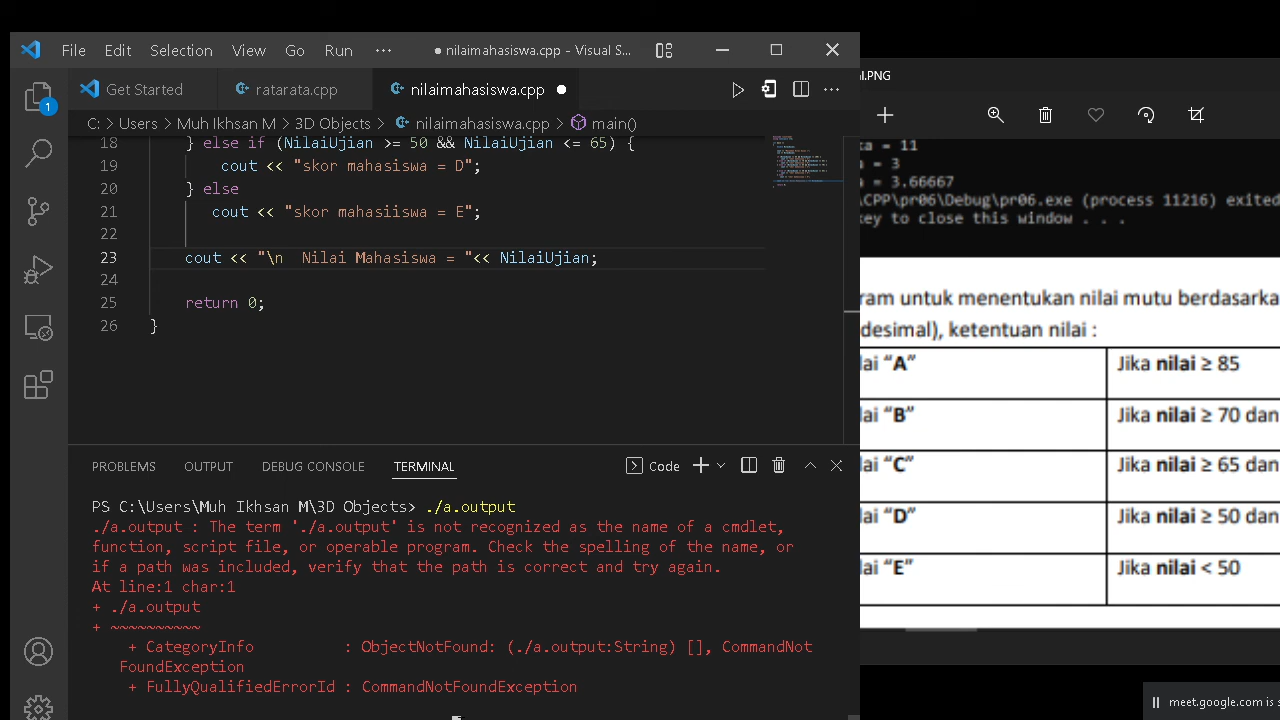 File Edit Selection View Go Run ··· ● nilaimahasiswa.cpp - Visual S...
Get Started ratarata.cpp nilaimahasiswa.cpp ●
C: > Users > Muh Ikhsan M > 3D Objects > nilaimahasiswa.cpp > main()
18 } else if (NilaiUjian >= 50 && NilaiUjian <= 65) {
19 cout << "skor mahasiswa = D";
20 } else {
21 cout << "skor mahaciiswa = E";
22
23 cout << "\n Nilai Mahasiswa = "<< NilaiUjian;
24
25 return 0;
26 }
PROBLEMS OUTPUT DEBUG CONSOLE TERMINAL Code
PS C:\Users\Muh Ikhsan M\3D Objects> ./a.output
./a.output : The term './a.output' is not recognized as the name of a cmdlet,
function, script file, or operable program. Check the spelling of the name, or
if a path was included, verify that the path is correct and try again.
At line:1 char:1
+ ./a.output
+ ~~~~~~~~~~
+ CategoryInfo : ObjectNotFound: (./a.output:String) [], CommandNot
FoundException
+ FullyQualifiedErrorId : CommandNotFoundException
1
.PNG
= 11
= 3
= 3.66667
\CPP\pr06\Debug\pr06.exe (process 11216) exited
key to close this window . . .
ram untuk menentukan nilai mutu berdasarka
desimal), ketentuan nilai :
lai “A” Jika nilai ≥ 85
lai “B” Jika nilai ≥ 70 dan
lai “C” Jika nilai ≥ 65 dan
lai “D” Jika nilai ≥ 50 dan
lai “E” Jika nilai < 50
meet.google.com is s